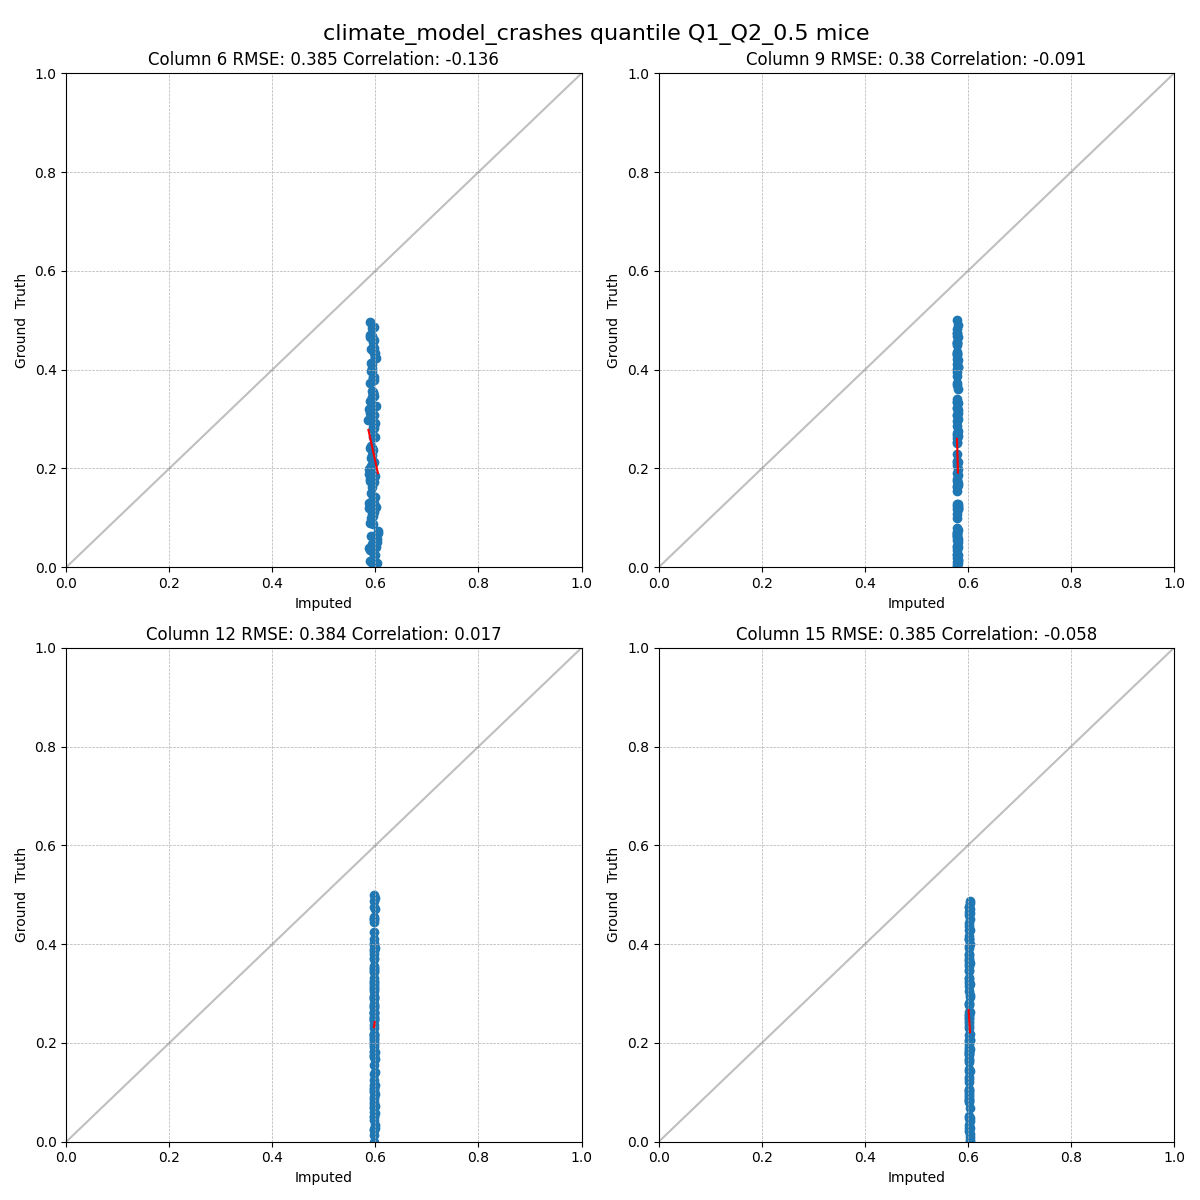 climate_model_crashes quantile Q1_Q2_0.5 mice
Column 6 RMSE: 0.385 Correlation: -0.136
1.0
0.8
0.6
0.4
0.2
0.0
Ground Truth
0.0 0.2 0.4 0.6 0.8 1.0
Imputed
Column 9 RMSE: 0.38 Correlation: -0.091
1.0
0.8
0.6
0.4
0.2
0.0
Ground Truth
0.0 0.2 0.4 0.6 0.8 1.0
Imputed
Column 12 RMSE: 0.384 Correlation: 0.017
1.0
0.8
0.6
0.4
0.2
0.0
Ground Truth
0.0 0.2 0.4 0.6 0.8 1.0
Imputed
Column 15 RMSE: 0.385 Correlation: -0.058
1.0
0.8
0.6
0.4
0.2
0.0
Ground Truth
0.0 0.2 0.4 0.6 0.8 1.0
Imputed